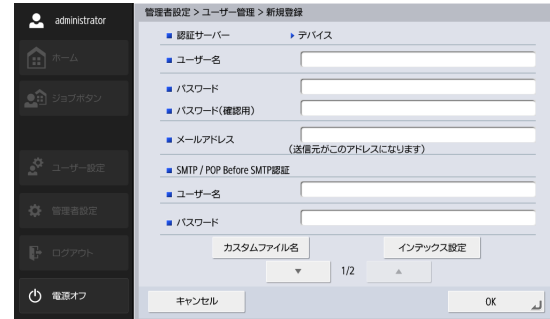 administrator
ホーム
ジョブボタン
ユーザー設定
管理者設定
ログアウト
電源オフ
管理者設定 > ユーザー管理 > 新規登録
認証サーバー
デバイス
ユーザー名
パスワード
パスワード(確認用)
メールアドレス
(送信元がこのアドレスになります)
SMTP / POP Before SMTP認証
ユーザー名
パスワード
カスタムファイル名
インデックス設定
1/2
キャンセル
OK